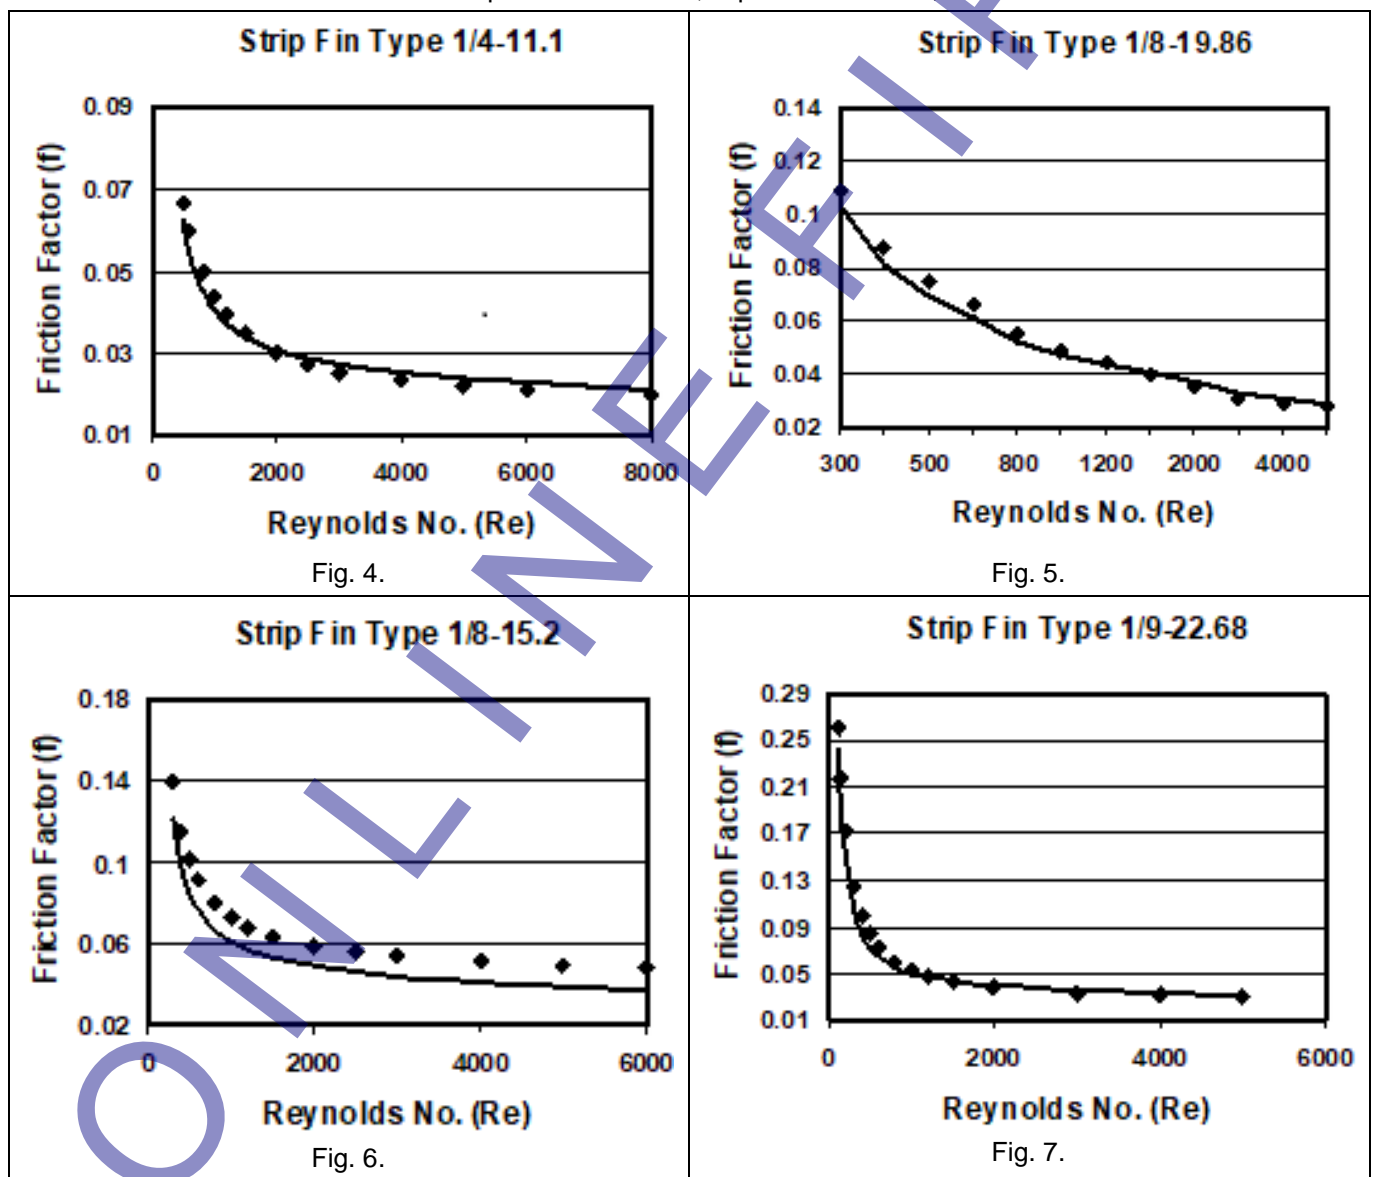 Strip Fin Type 1/4-11.1
0.09
0.07
0.05
0.03
0.01
Friction Factor (f)
0
2000
4000
6000
8000
Reynolds No. (Re)
Fig. 4.
Strip Fin Type 1/8-19.86
0.14
0.12
0.1
0.08
0.06
0.04
0.02
Friction Factor (f)
300
500
800
1200
2000
4000
Reynolds No. (Re)
Fig. 5.
Strip Fin Type 1/8-15.2
0.18
0.14
0.1
0.06
0.02
Friction Factor (f)
0
2000
4000
6000
Reynolds No. (Re)
Fig. 6.
Strip Fin Type 1/9-22.68
0.29
0.25
0.21
0.17
0.13
0.09
0.05
0.01
Friction Factor (f)
0
2000
4000
6000
Reynolds No. (Re)
Fig. 7.
ONLINE FI